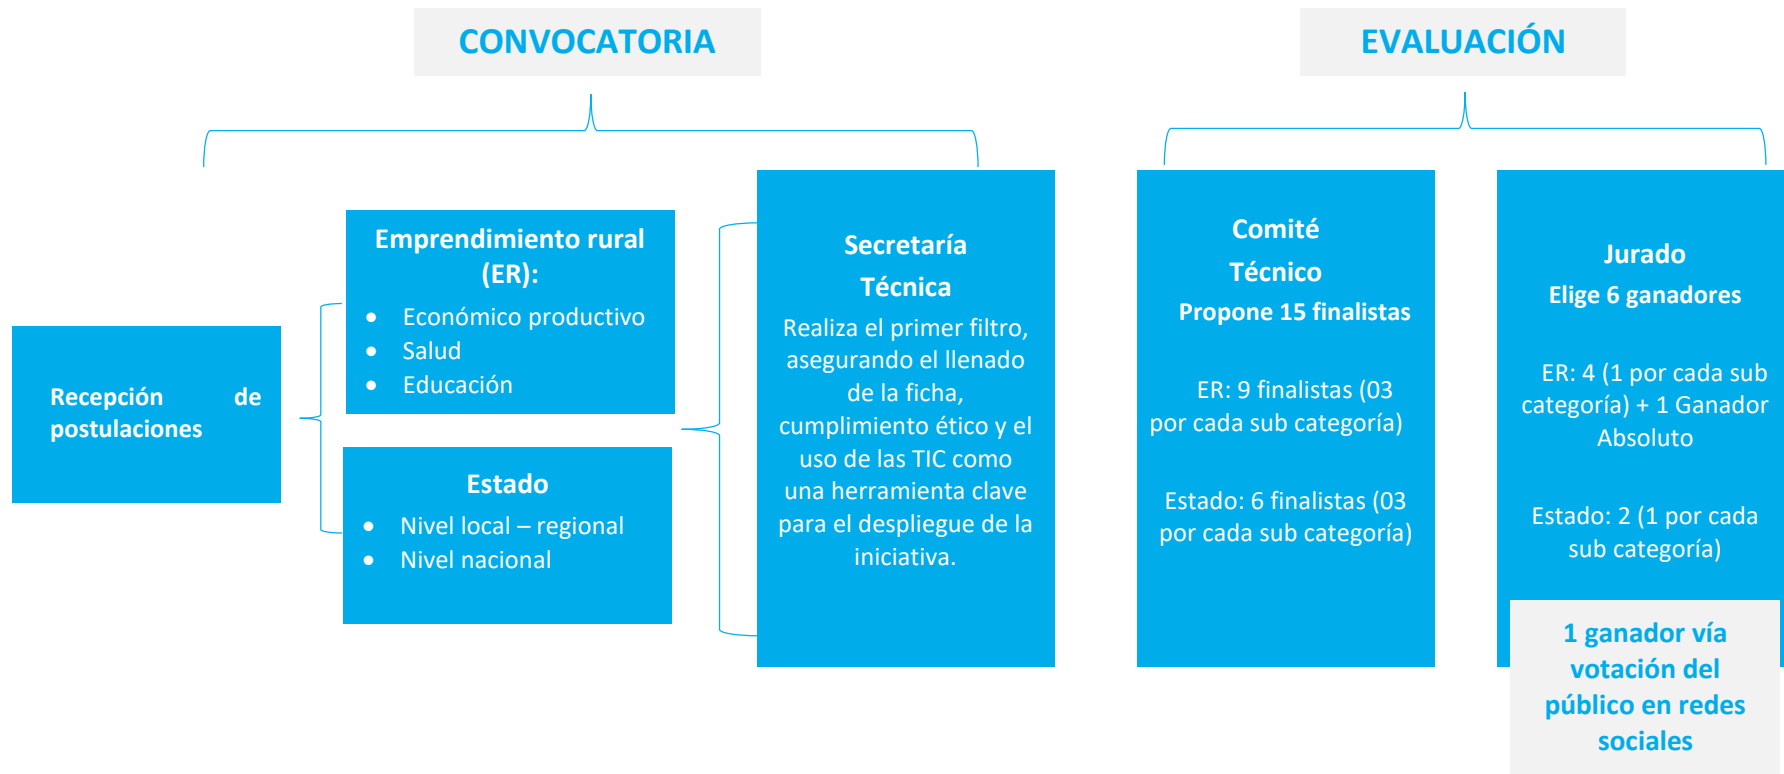 CONVOCATORIA
EVALUACIÓN
Recepción de
postulaciones
Emprendimiento rural
(ER):
• Económico productivo
• Salud
• Educación
Estado
• Nivel local – regional
• Nivel nacional
Secretaría
Técnica
Realiza el primer filtro,
asegurando el llenado
de la ficha,
cumplimiento ético y el
uso de las TIC como
una herramienta clave
para el despliegue de la
iniciativa.
Comité
Técnico
Propone 15 finalistas
ER: 9 finalistas (03
por cada sub categoría)
Estado: 6 finalistas (03
por cada sub categoría)
Jurado
Elige 6 ganadores
ER: 4 (1 por cada sub
categoría) + 1 Ganador
Absoluto
Estado: 2 (1 por cada
sub categoría)
1 ganador vía
votación del
público en redes
sociales